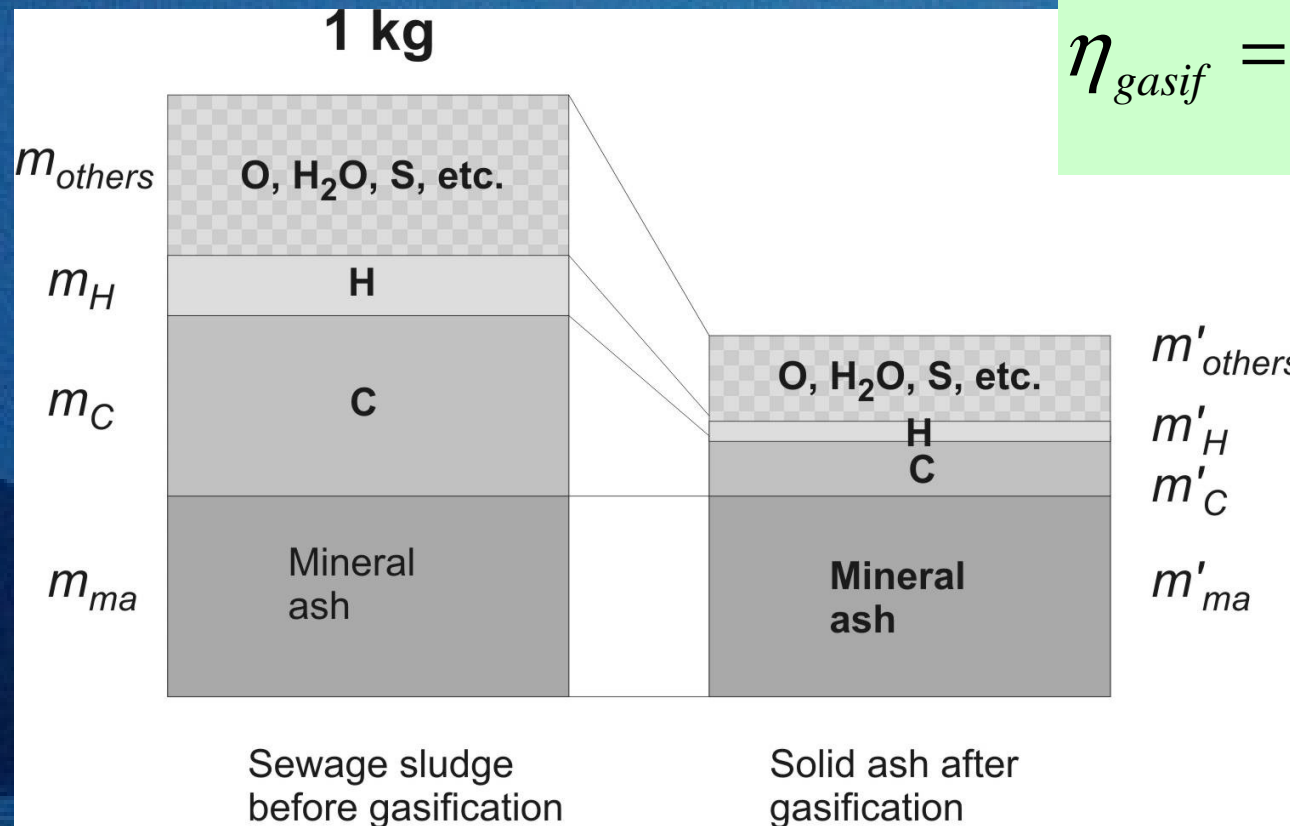 1 kg
η_gasif =
m_others
O, H₂O, S, etc.
m_H
H
m_C
C
m_ma
Mineral
ash
O, H₂O, S, etc.
m'_others
H
m'_H
C
m'_C
Mineral
ash
m'_ma
Sewage sludge
before gasification
Solid ash after
gasification